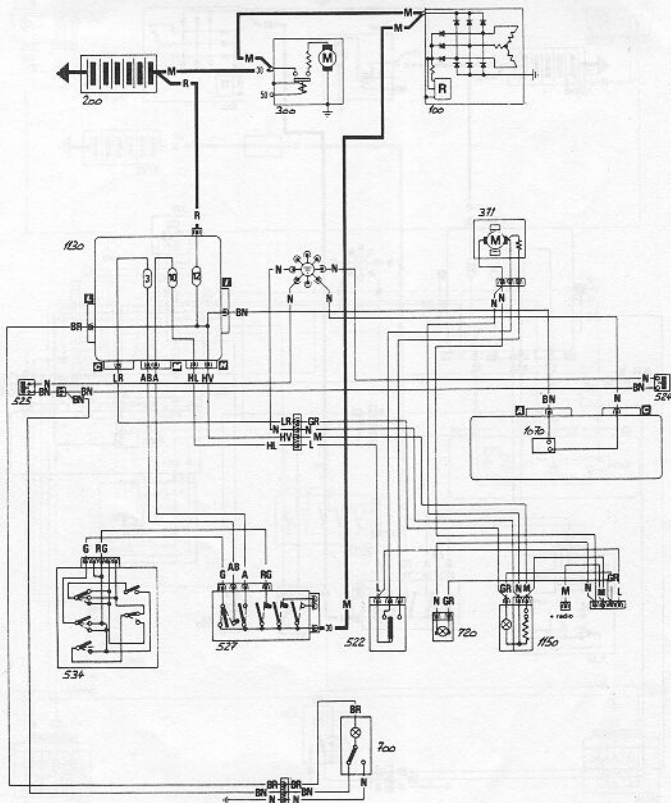 M
M
M
M
M
30
50
R
R
200
300
100
R
R
371
M
1130
3
10
12
N
N
N
N
N
N
BR
BN
LR
ABA
HL
HV
N
BN
BN
525
BN
N
BN
N
524
A
C
1070
LR
GR
N
N
HV
M
HL
L
G
RG
G
AB
A
RG
30
M
534
527
L
522
N
GR
720
GR
N
M
1150
M
+ radio
N
M
GR
L
BR
700
N
BR
BR
BN
BN
N
N